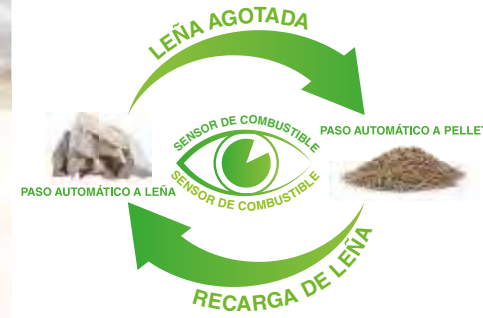 LEÑA AGOTADA
SENSOR DE COMBUSTIBLE
PASO AUTOMÁTICO A PELLET
PASO AUTOMÁTICO A LEÑA
SENSOR DE COMBUSTIBLE
RECARGA DE LEÑA